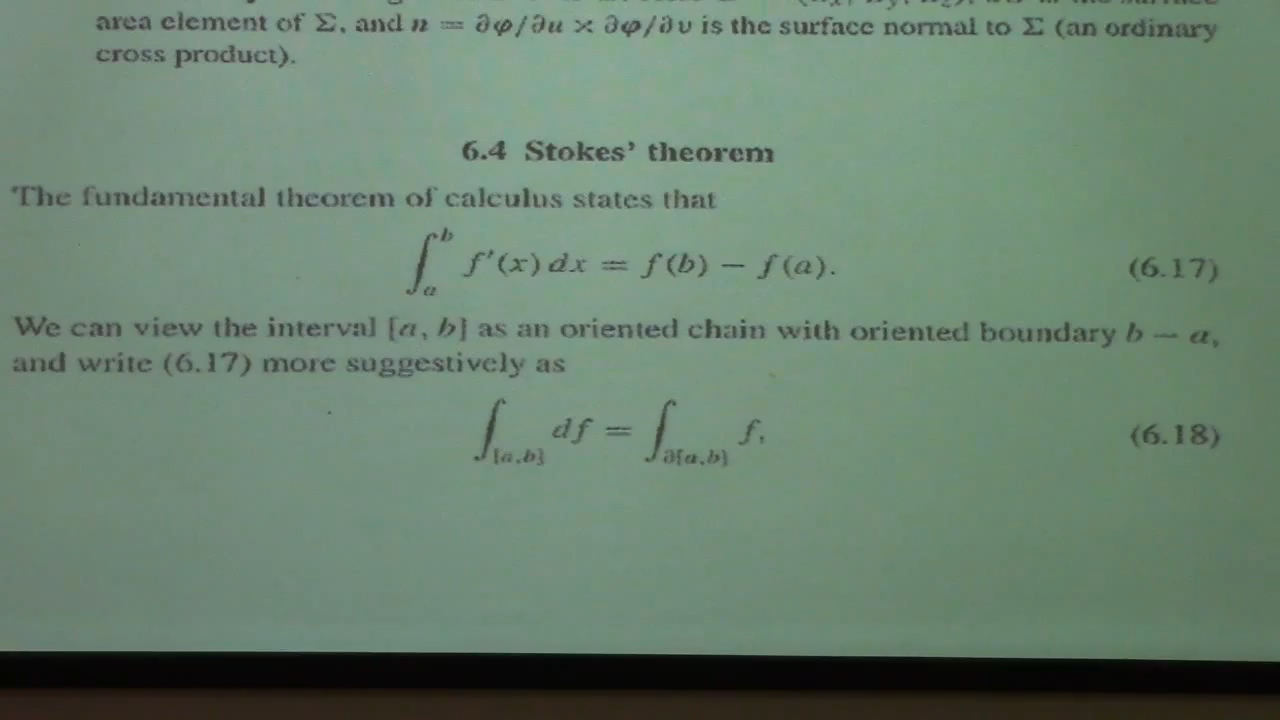 area element of Σ, and n = ∂φ/∂u × ∂φ/∂υ is the surface normal to Σ (an ordinary
cross product).
6.4 Stokes’ theorem
The fundamental theorem of calculus states that
∫_a^b f′(x) dx = f(b) − f(a). (6.17)
We can view the interval [a, b] as an oriented chain with oriented boundary b − a,
and write (6.17) more suggestively as
∫_[a,b] df = ∫_∂[a,b] f, (6.18)